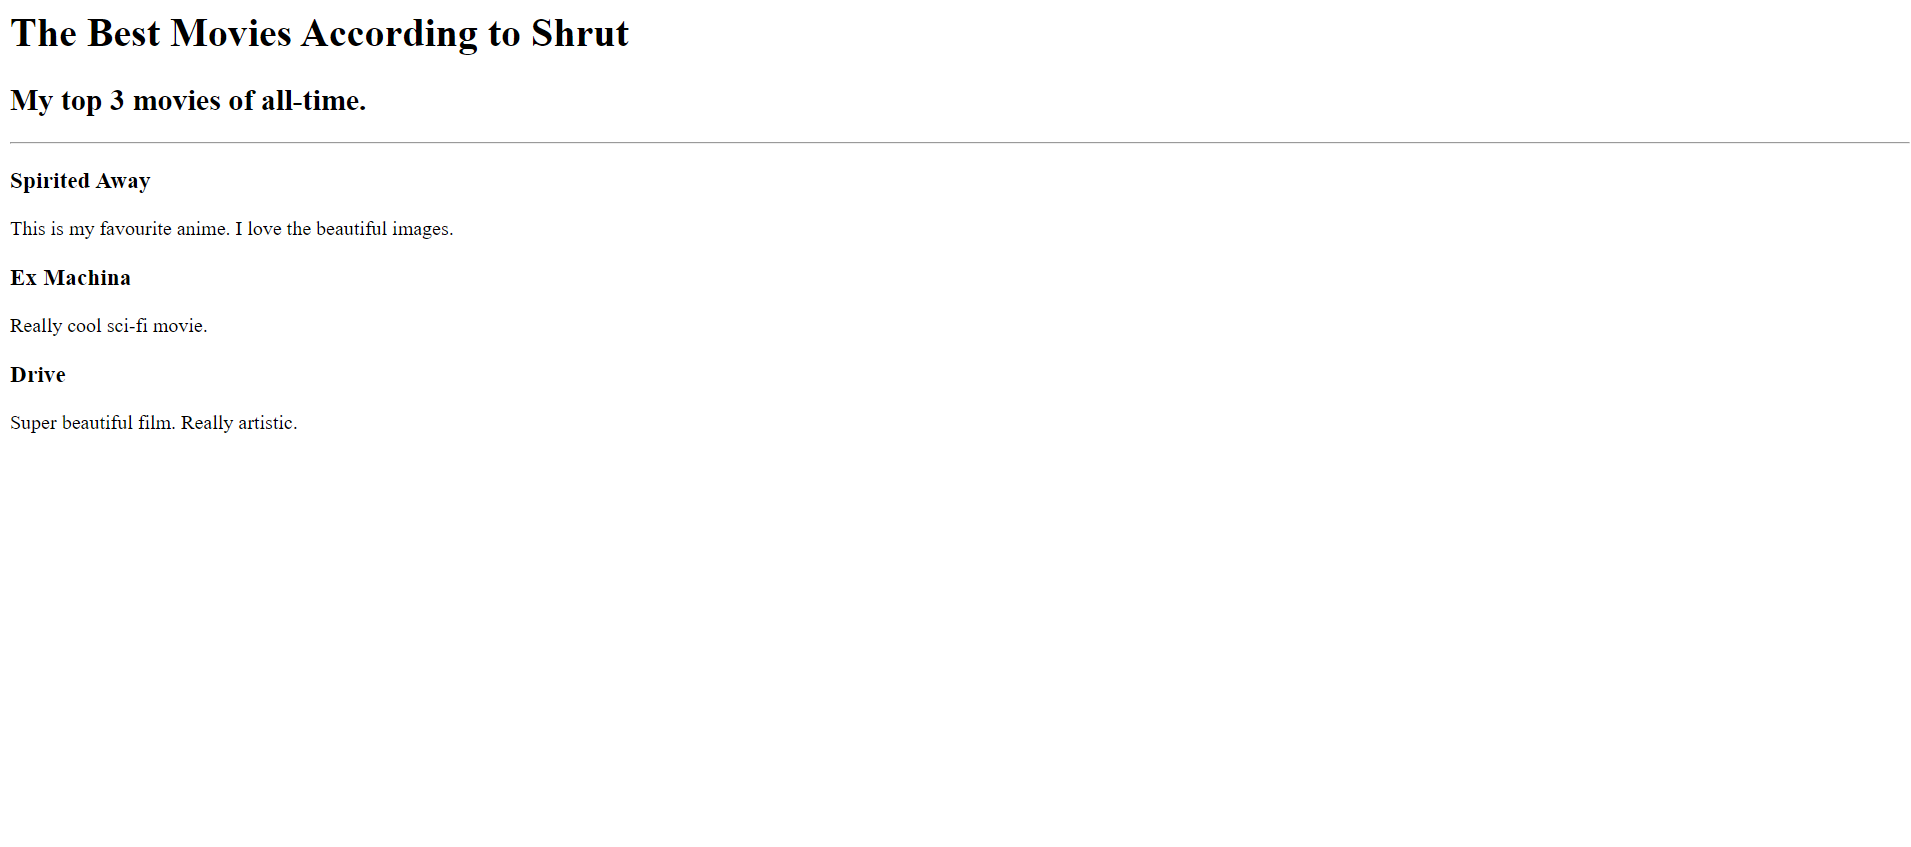 The Best Movies According to Shrut
My top 3 movies of all-time.
Spirited Away
This is my favourite anime. I love the beautiful images.
Ex Machina
Really cool sci-fi movie.
Drive
Super beautiful film. Really artistic.